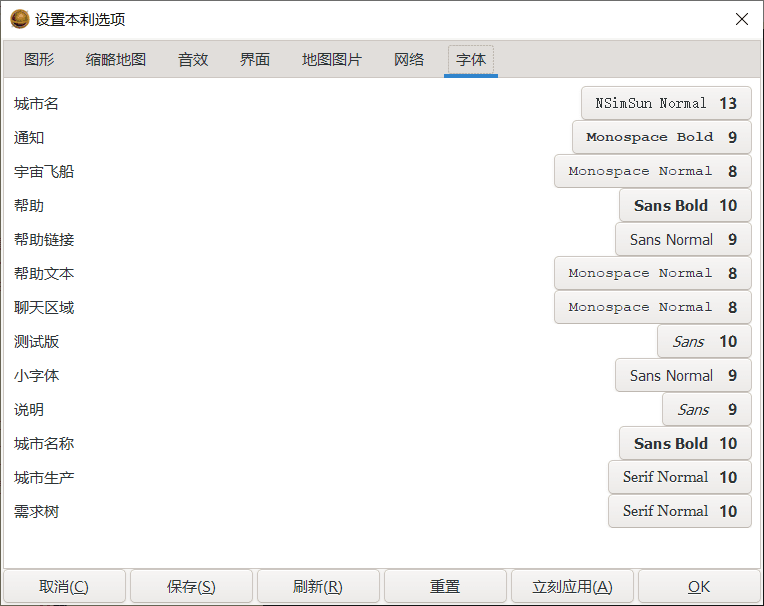 设置本利选项
图形 缩略地图 音效 界面 地图图片 网络 字体
城市名 NSimSun Normal 13
通知 Monospace Bold 9
宇宙飞船 Monospace Normal 8
帮助 Sans Bold 10
帮助链接 Sans Normal 9
帮助文本 Monospace Normal 8
聊天区域 Monospace Normal 8
测试版 Sans 10
小字体 Sans Normal 9
说明 Sans 9
城市名称 Sans Bold 10
城市生产 Serif Normal 10
需求树 Serif Normal 10
取消(C) 保存(S) 刷新(R) 重置 立刻应用(A) OK